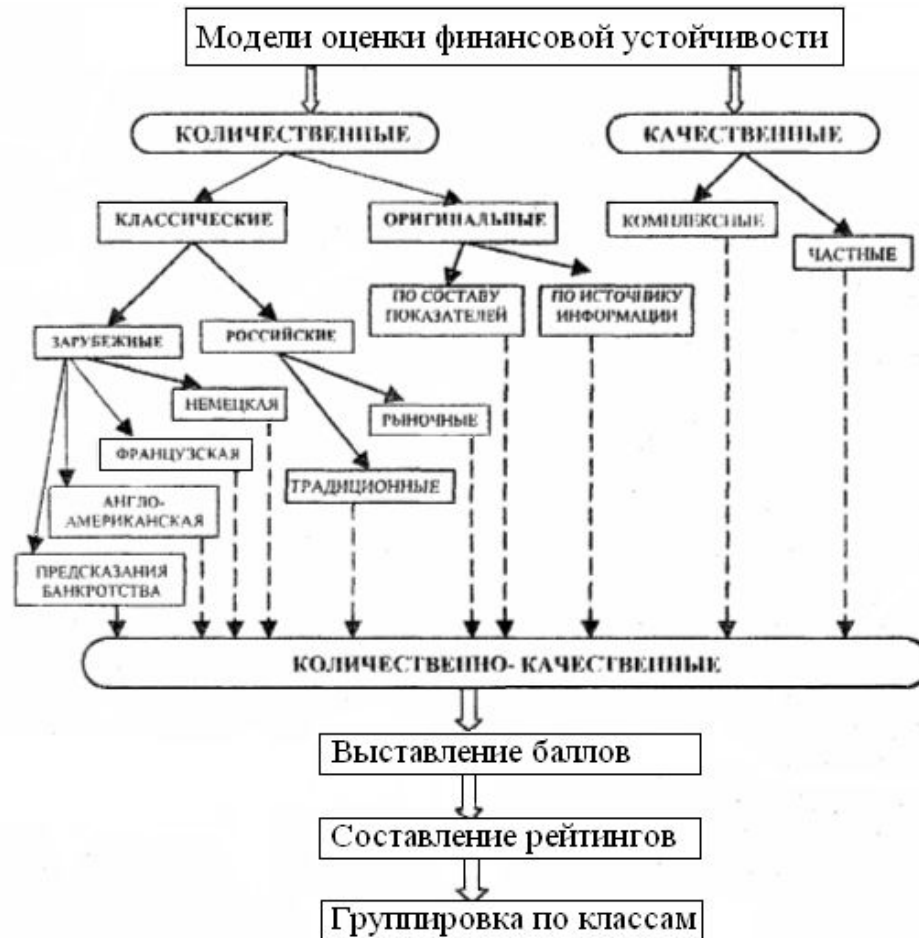 Модели оценки финансовой устойчивости
КОЛИЧЕСТВЕННЫЕ
КАЧЕСТВЕННЫЕ
КЛАССИЧЕСКИЕ
ОРИГИНАЛЬНЫЕ
КОМПЛЕКСНЫЕ
ЧАСТНЫЕ
ПО СОСТАВУ
ПОКАЗАТЕЛЕЙ
ПО ИСТОЧНИКУ
ИНФОРМАЦИИ
ЗАРУБЕЖНЫЕ
РОССИЙСКИЕ
НЕМЕЦКАЯ
РЫНОЧНЫЕ
ФРАНЦУЗСКАЯ
ТРАДИЦИОННЫЕ
АНГЛО-
АМЕРИКАНСКАЯ
ПРЕДСКАЗАНИЯ
БАНКРОТСТВА
КОЛИЧЕСТВЕННО- КАЧЕСТВЕННЫЕ
Выставление баллов
Составление рейтингов
Группировка по классам